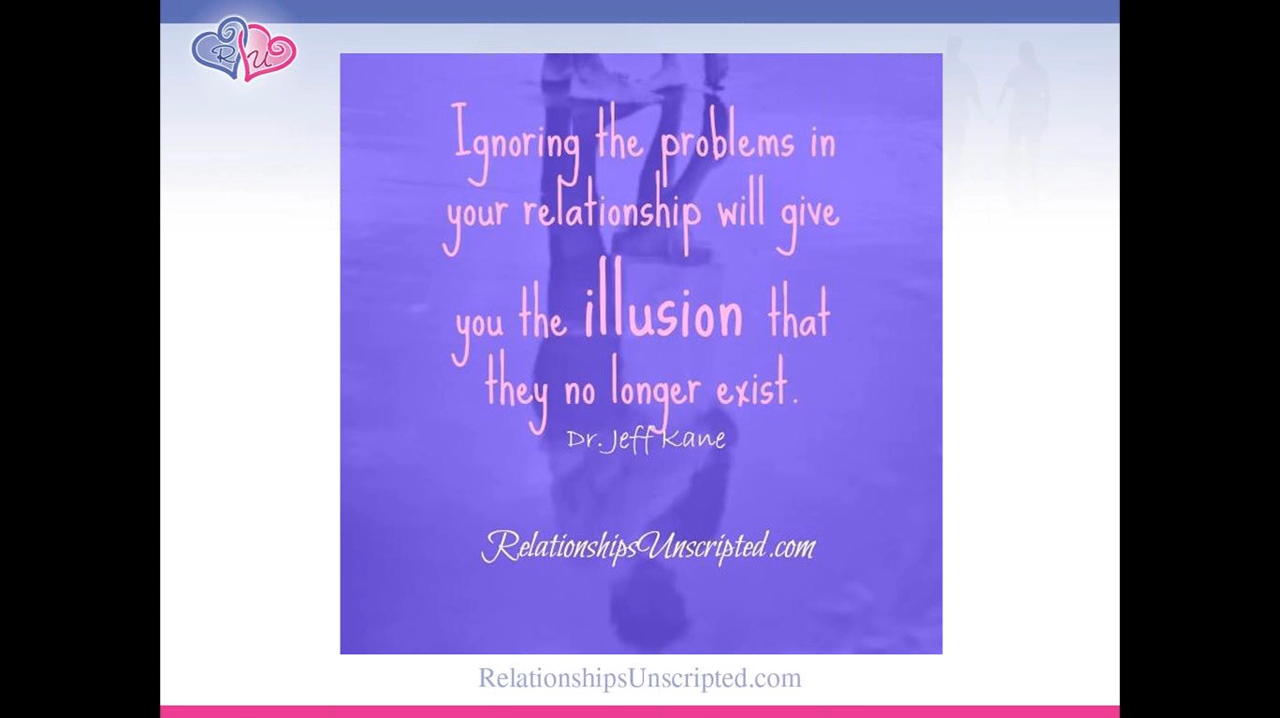 R U
Ignoring the problems in
your relationship will give
you the illusion that
they no longer exist.
Dr. Jeff Kane
RelationshipsUnscripted.com
RelationshipsUnscripted.com